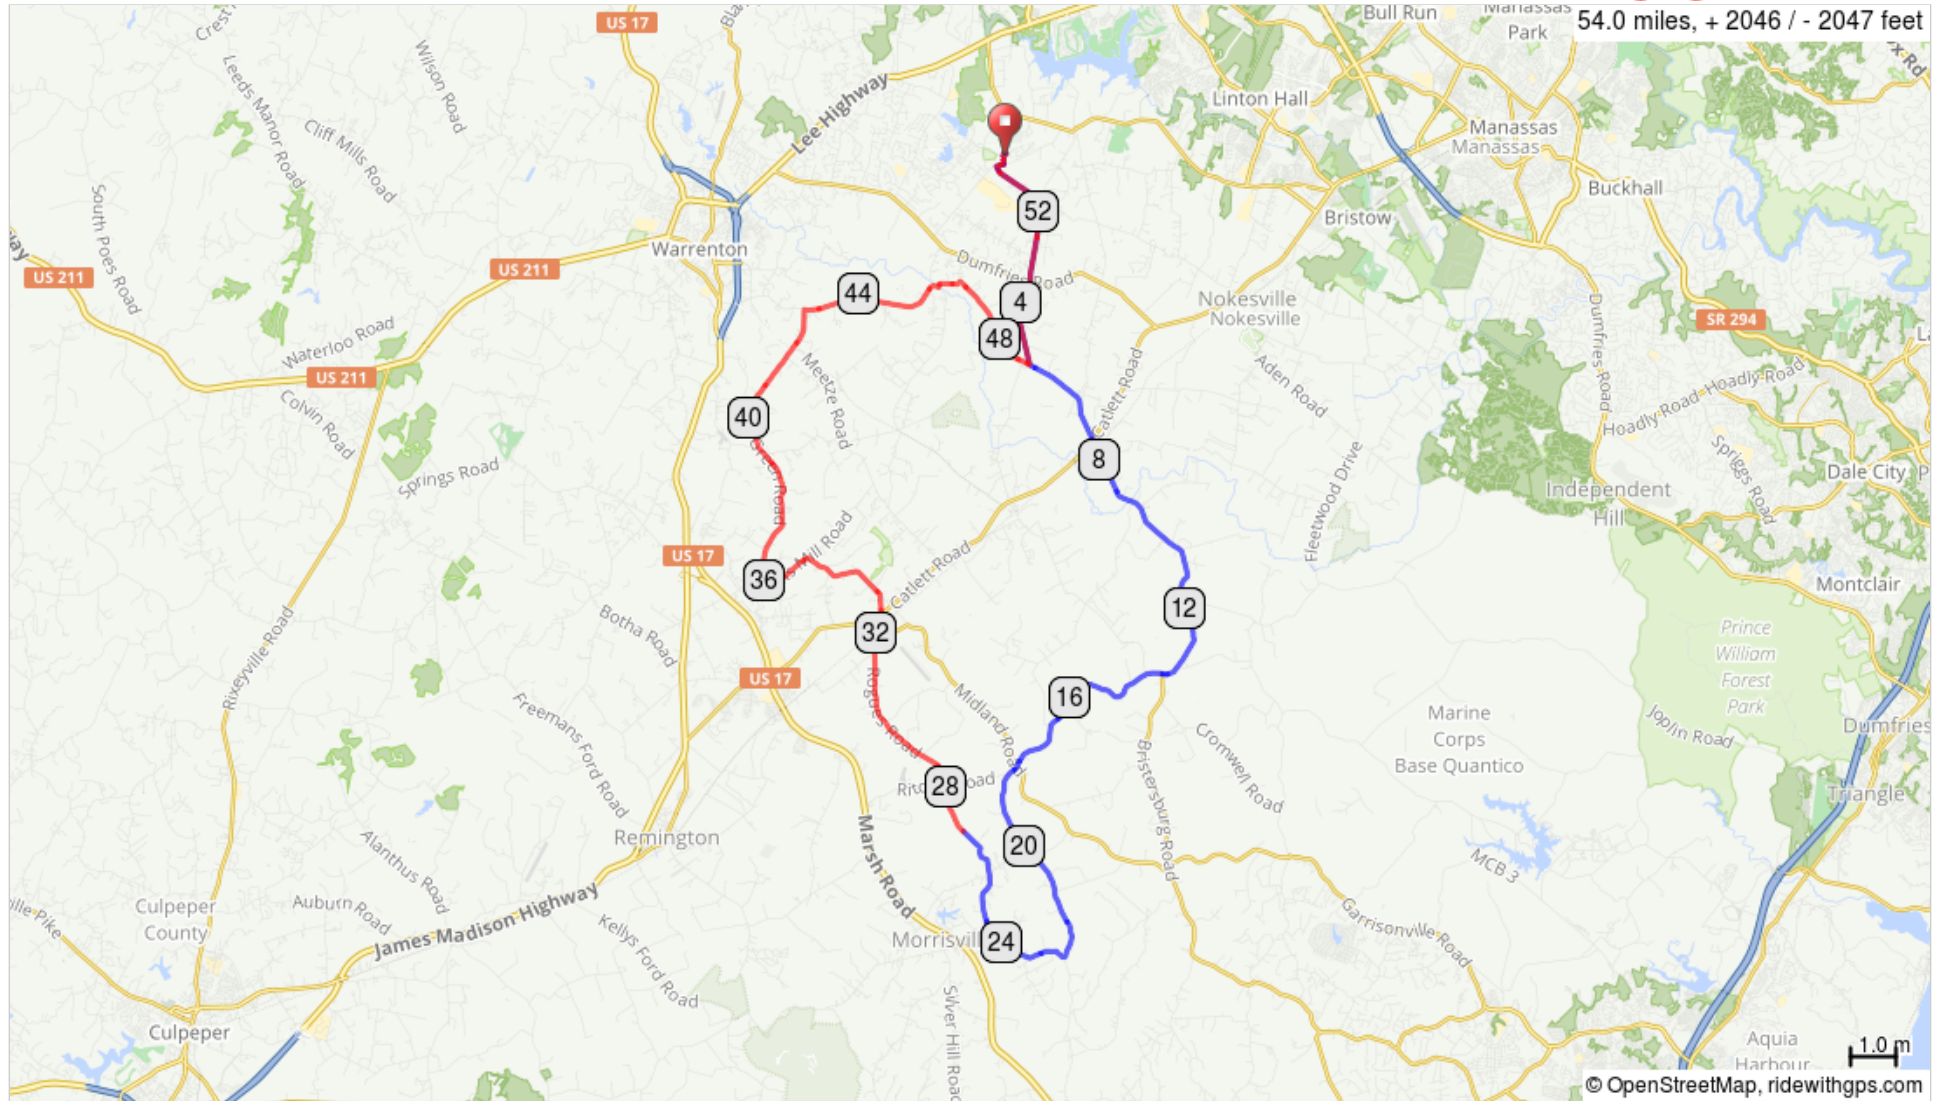 US 17
Bull Run
Manassas
Park
54.0 miles, + 2046 / - 2047 feet
Wilson Road
Leeds Manor Road
Cliff Mills Road
Lee Highway
Linton Hall
Manassas
Manassas
Buckhall
South Poes Road
52
Bristow
Warrenton
US 211
US 211
Dumfries Road
44
4
Nokesville
Nokesville
48
SR 294
Dumfries Road
Waterloo Road
US 211
Meetze Road
Aden Road
Catlett Road
Hoadly Road
Hoadly Road
Colvin Road
40
Springs Road
8
Spriggs Road
Dale City
Green Road
Fleetwood Drive
Independent
Hill
US 17
36
Mill Road
Catlett Road
Montclair
12
Botha Road
32
Prince
William
Forest
Park
Rixeyville Road
US 17
Rogues Road
Midland Road
16
Freemans Ford Road
Marine
Corps
Base Quantico
Joplin Road
Dumfries
Cromwell Road
Bristersburg Road
28
Triangle
Remington
Marsh Road
20
MCB 3
Alanthus Road
Auburn Road
Culpeper
County
James Madison Highway
Kellys Ford Road
24
Garrisonville Road
Silver Hill Road
Culpeper
Aquia
Harbour
1.0 m
© OpenStreetMap, ridewithgps.com